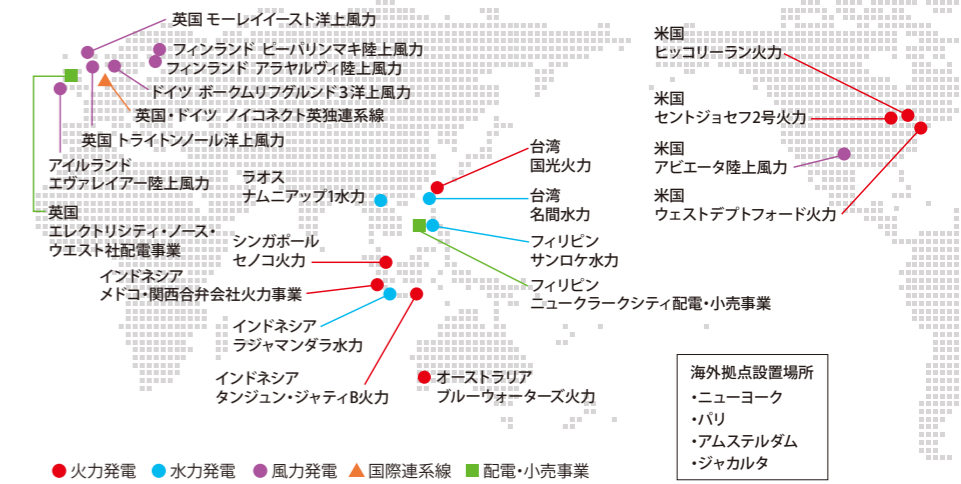 英国 モーレイイースト洋上風力
フィンランド ピーパリンマキ陸上風力
フィンランド アラヤルヴィ陸上風力
ドイツ ボークムリフグルンド3洋上風力
英国・ドイツ ノイコネクト英独連系線
英国 トライトンノール洋上風力
アイルランド
エヴァレイアー陸上風力
英国
エレクトリシティ・ノース・
ウエスト社配電事業
ラオス
ナムニアップ1水力
シンガポール
セノコ火力
インドネシア
メドコ・関西合弁会社火力事業
インドネシア
ラジャマンダラ水力
インドネシア
タンジュン・ジャティB火力
台湾
国光火力
台湾
名間水力
フィリピン
サンロケ水力
フィリピン
ニュークラークシティ配電・小売事業
オーストラリア
ブルーウォーターズ火力
米国
ヒッコリーラン火力
米国
セントジョセフ2号火力
米国
アビエータ陸上風力
米国
ウェストデプトフォード火力
海外拠点設置場所
・ニューヨーク
・パリ
・アムステルダム
・ジャカルタ
火力発電 水力発電 風力発電 国際連系線 配電・小売事業